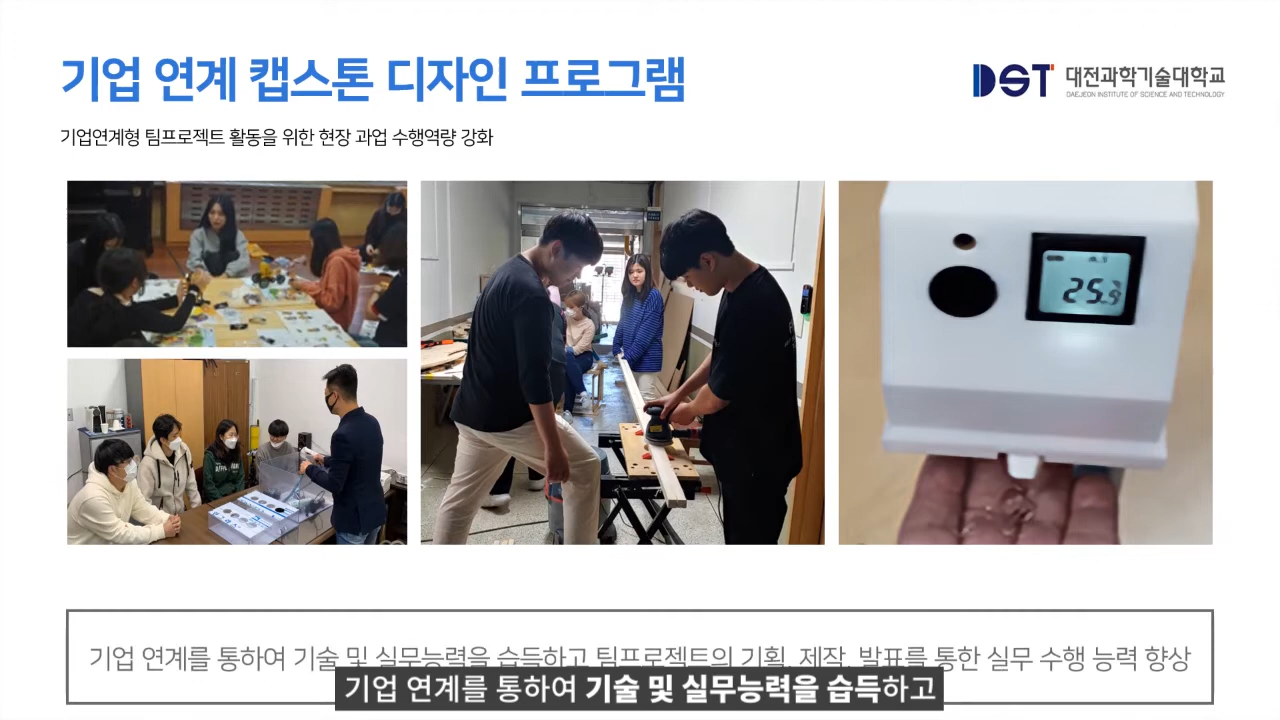 기업 연계 캡스톤 디자인 프로그램
DST 대전과학기술대학교
DAEJEON INSTITUTE OF SCIENCE AND TECHNOLOGY
기업연계형 팀프로젝트 활동을 위한 현장 과업 수행역량 강화
25.9
기업 연계를 통하여 기술 및 실무능력을 습득하고 팀프로젝트의 기획, 제작, 발표를 통한 실무 수행 능력 향상
기업 연계를 통하여 기술 및 실무능력을 습득하고